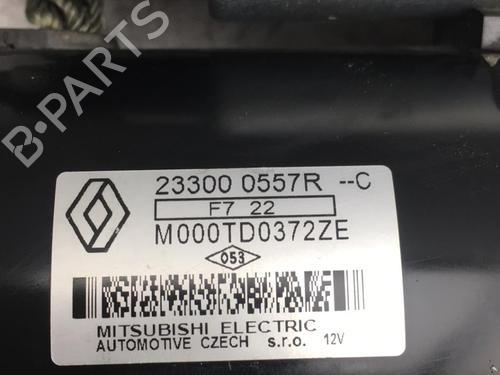 B-PARTS
23300 0557R --C
F7 22
M000TD0372ZE
053
MITSUBISHI ELECTRIC
AUTOMOTIVE CZECH s.r.o. 12V